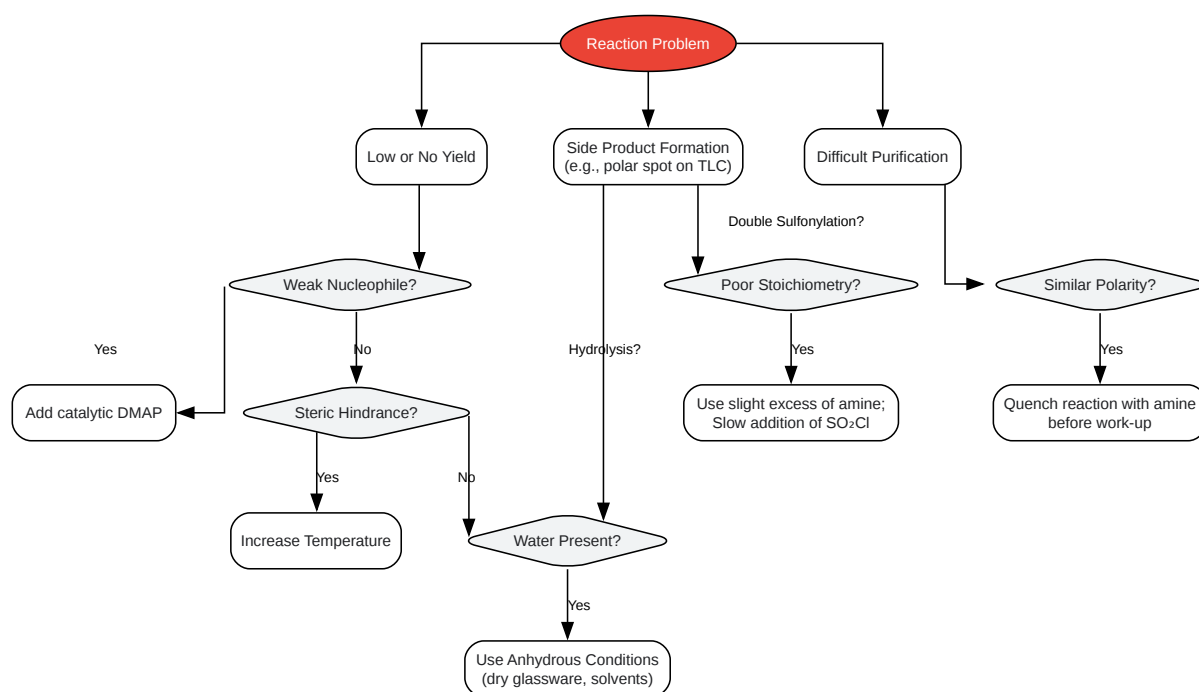 Reaction Problem
Low or No Yield
Side Product Formation
(e.g., polar spot on TLC)
Difficult Purification
Double Sulfonylation?
Weak Nucleophile?
Poor Stoichiometry?
Similar Polarity?
Yes
No
Hydrolysis?
Yes
Yes
Add catalytic DMAP
Steric Hindrance?
Use slight excess of amine;
Slow addition of SO₂Cl
Quench reaction with amine
before work-up
Yes
No
Increase Temperature
Water Present?
Yes
Use Anhydrous Conditions
(dry glassware, solvents)